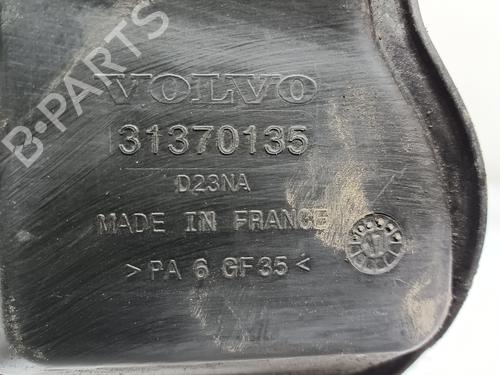 B-PARTS
VOLVO
31370135
D23NA
MADE IN FRANCE
>PA 6 GF35<